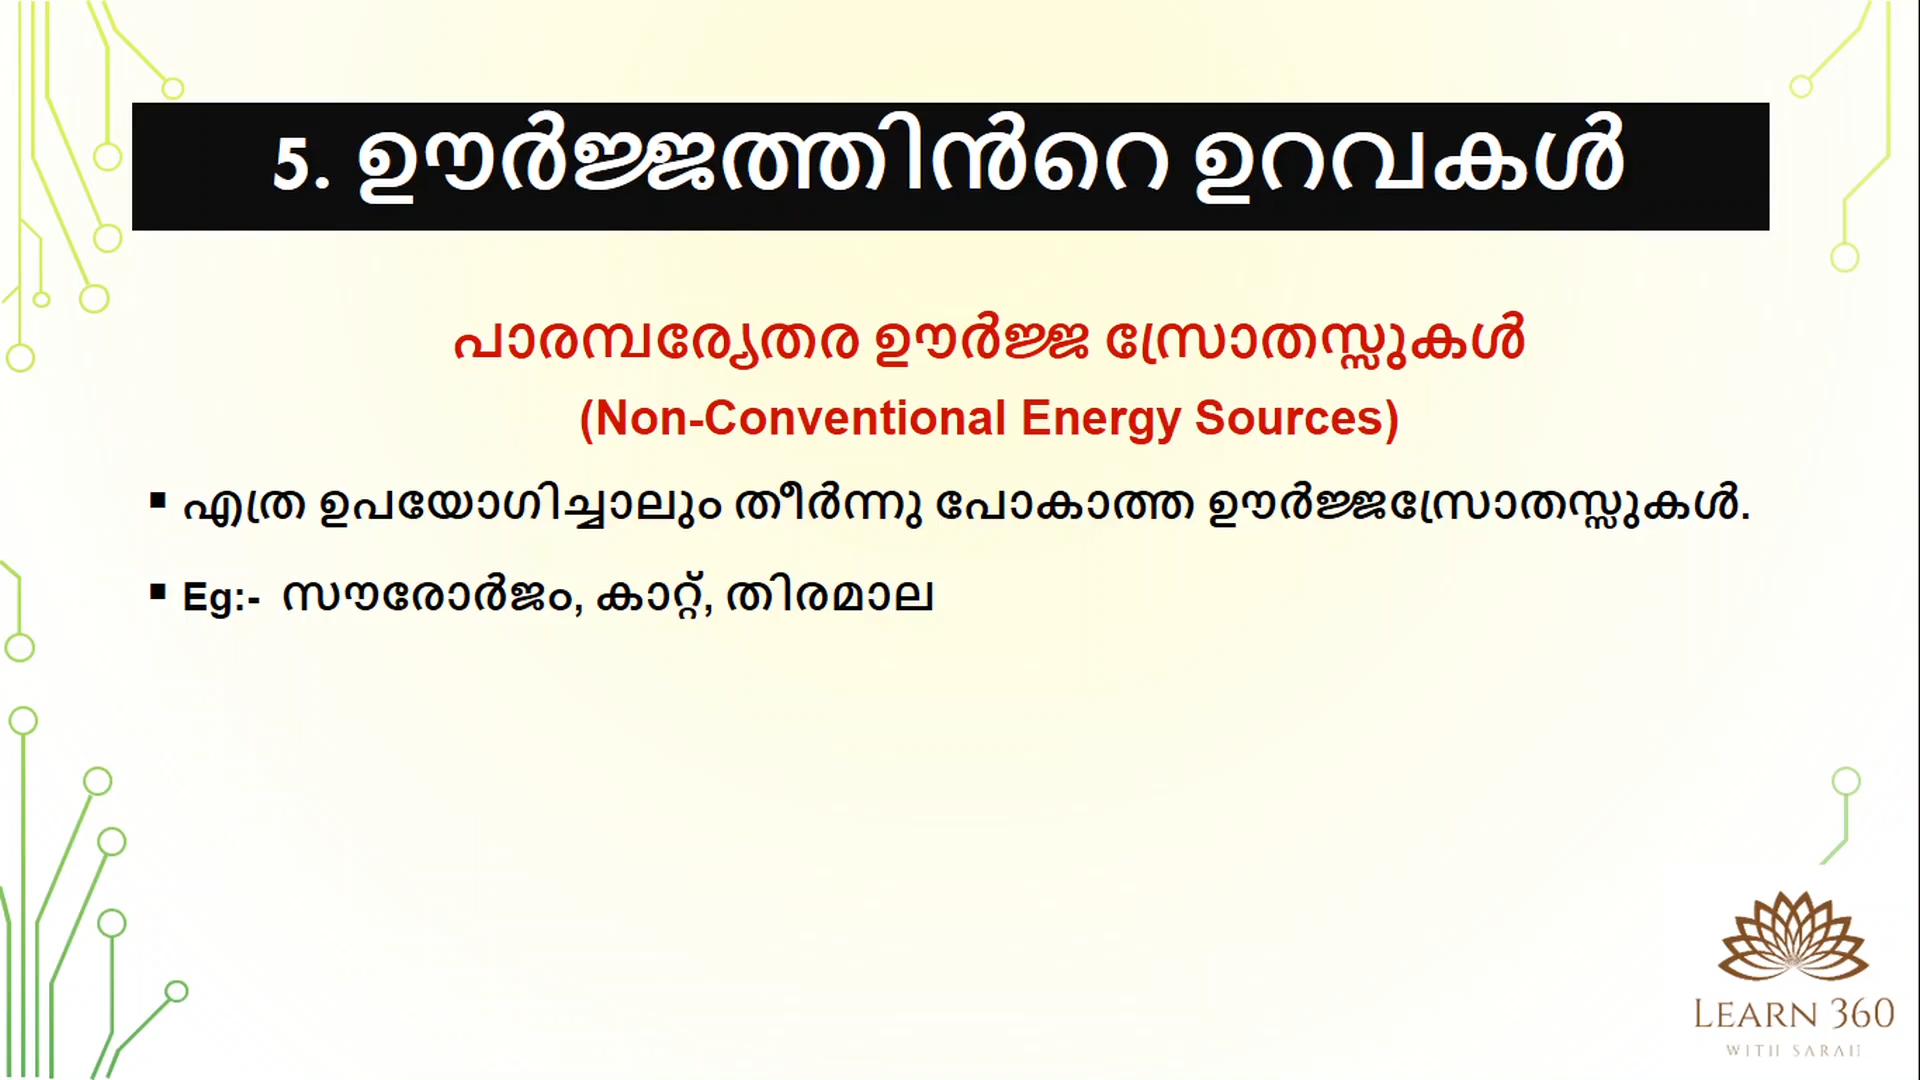 5. ഊർജ്ജത്തിൻറെ ഉറവകൾ
പാരമ്പര്യേതര ഊർജ്ജ സ്രോതസ്സുകൾ
(Non-Conventional Energy Sources)
▪ എത്ര ഉപയോഗിച്ചാലും തീർന്നു പോകാത്ത ഊർജ്ജസ്രോതസ്സുകൾ.
▪ Eg:- സൗരോർജം, കാറ്റ്, തിരമാല
LEARN 360
WITH SARAH